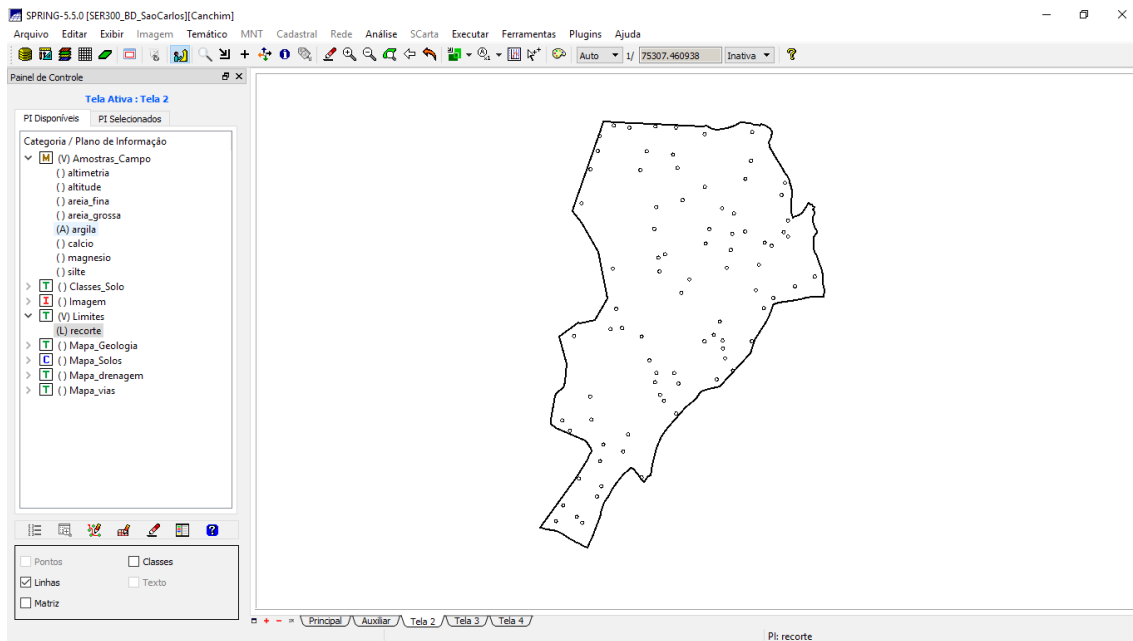 SPRING-5.5.0 [SER300_BD_SaoCarlos][Canchim]
Arquivo Editar Exibir Imagem Temático MNT Cadastral Rede Análise SCarta Executar Ferramentas Plugins Ajuda
Auto 1/ 75307.460938 Inativa
Painel de Controle
Tela Ativa : Tela 2
PI Disponíveis PI Selecionados
Categoria / Plano de Informação
M (V) Amostras_Campo
() altimetria
() altitude
() areia_fina
() areia_grossa
(A) argila
() calcio
() magnesio
() silte
T () Classes_Solo
I () Imagem
T (V) Limites
(L) recorte
T () Mapa_Geologia
C () Mapa_Solos
T () Mapa_drenagem
T () Mapa_vias
Pontos Classes
Linhas Texto
Matriz
Principal Auxiliar Tela 2 Tela 3 Tela 4
PI: recorte